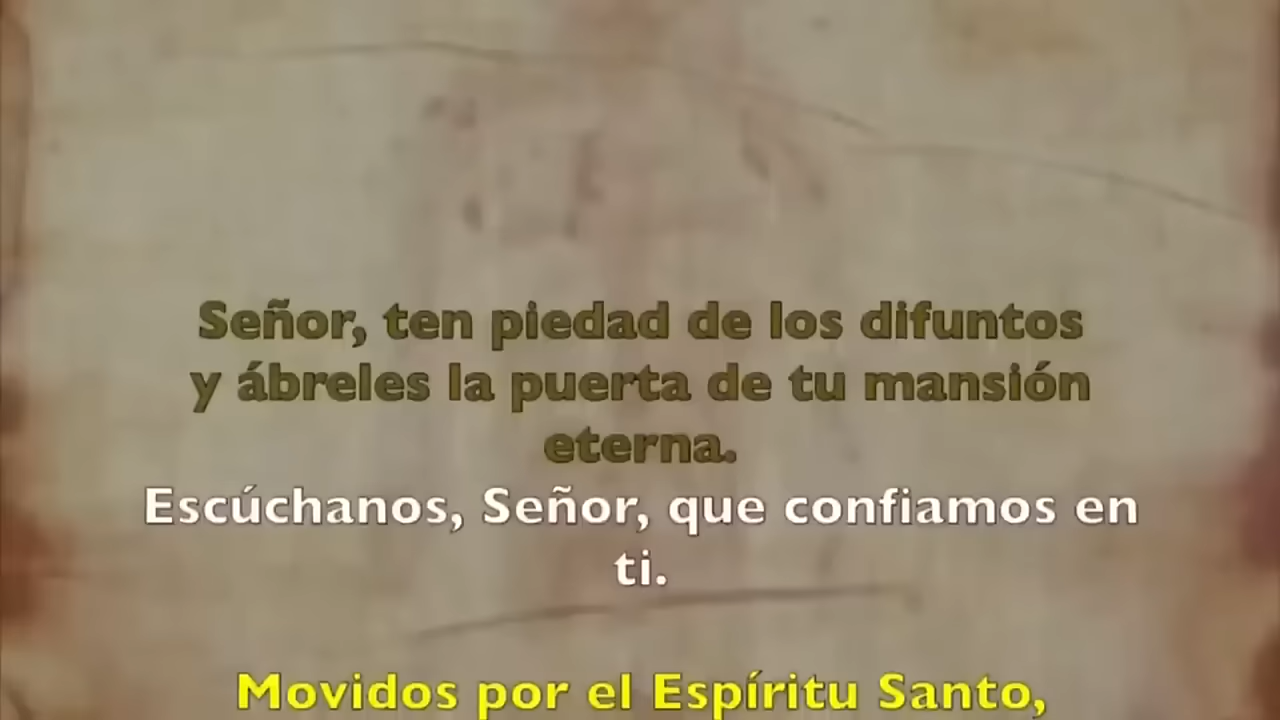 Señor, ten piedad de los difuntos
y ábreles la puerta de tu mansión
eterna.
Escúchanos, Señor, que confiamos en
ti.
Movidos por el Espíritu Santo,